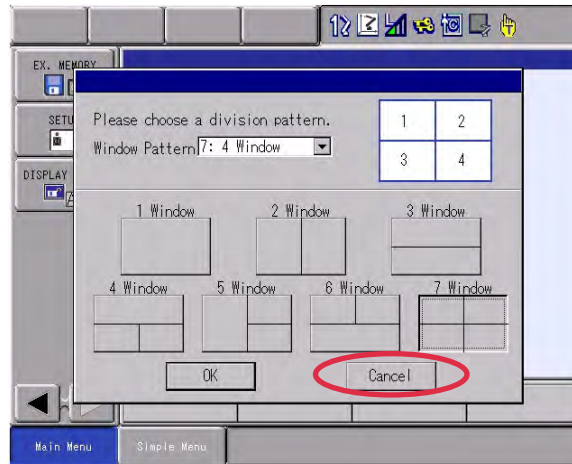 EX. MEMORY
SETU
DISPLAY
Please choose a division pattern.
Window Pattern 7: 4 Window
1 2
3 4
1 Window 2 Window 3 Window
4 Window 5 Window 6 Window 7 Window
OK Cancel
Main Menu Simple Menu